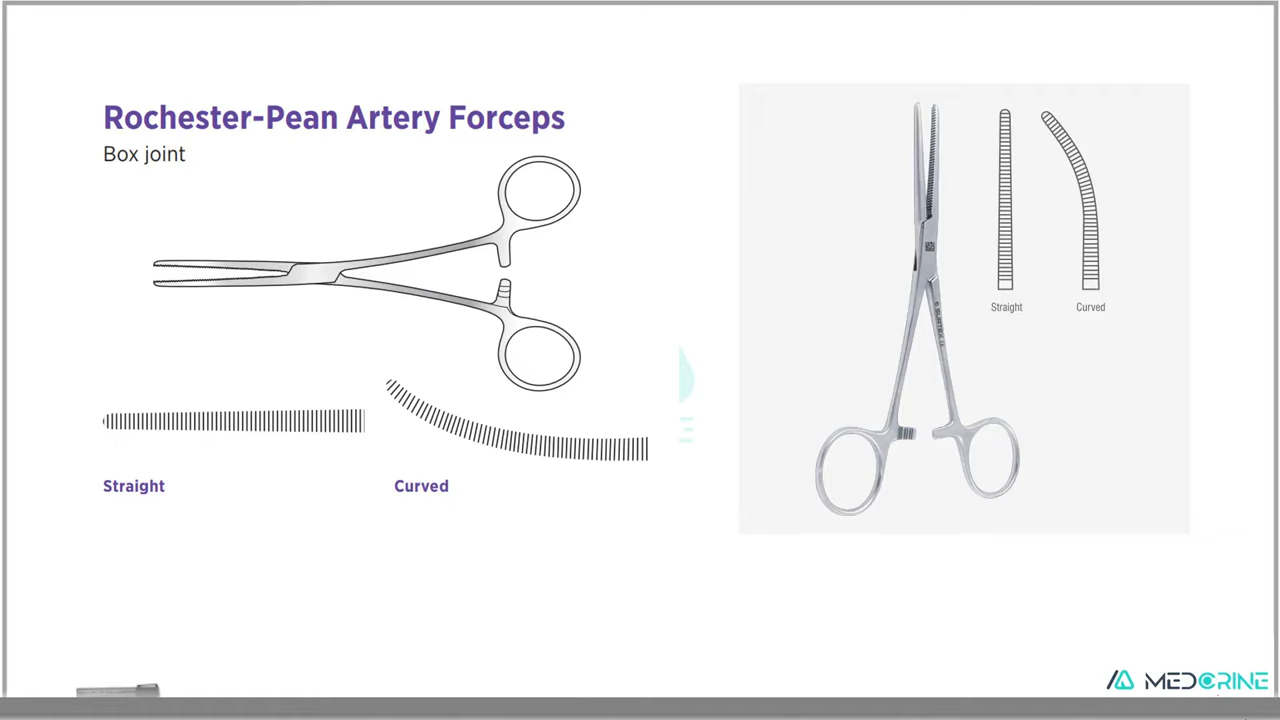 Rochester-Pean Artery Forceps
Box joint
Straight
Curved
Straight
Curved
MEDCRINE